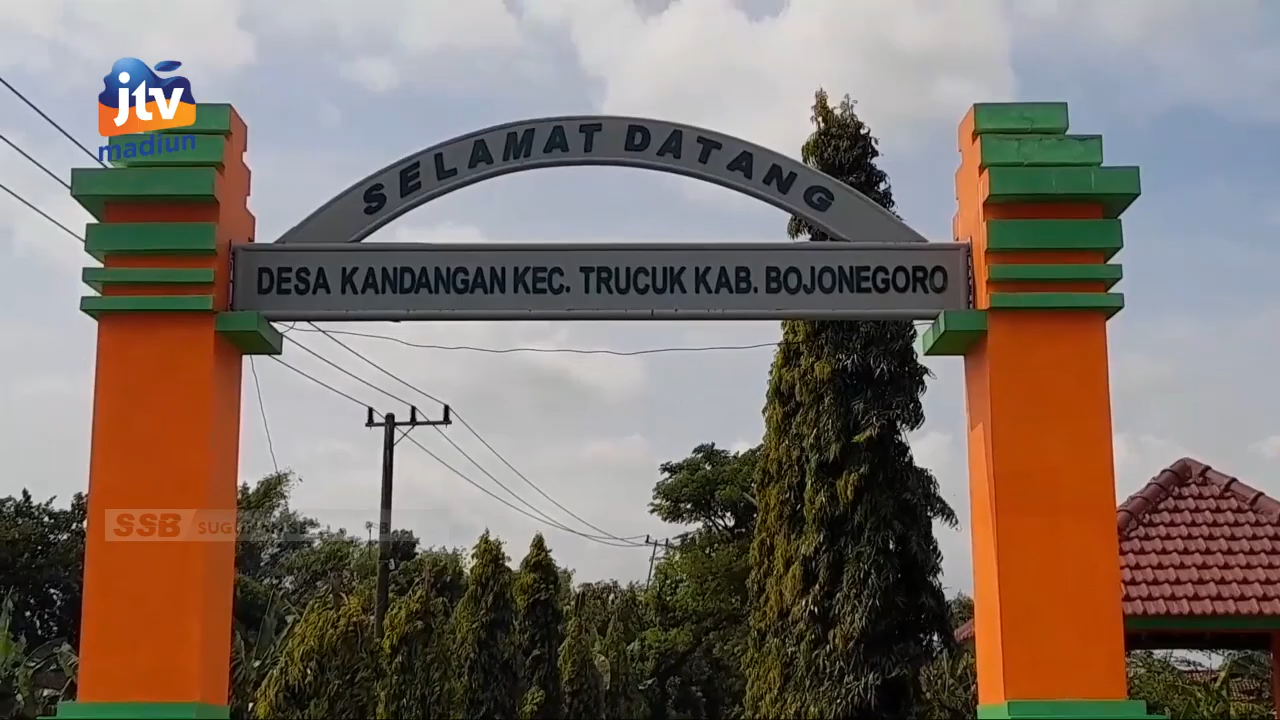 jtv
madiun
SELAMAT DATANG
DESA KANDANGAN KEC. TRUCUK KAB. BOJONEGORO
SSB